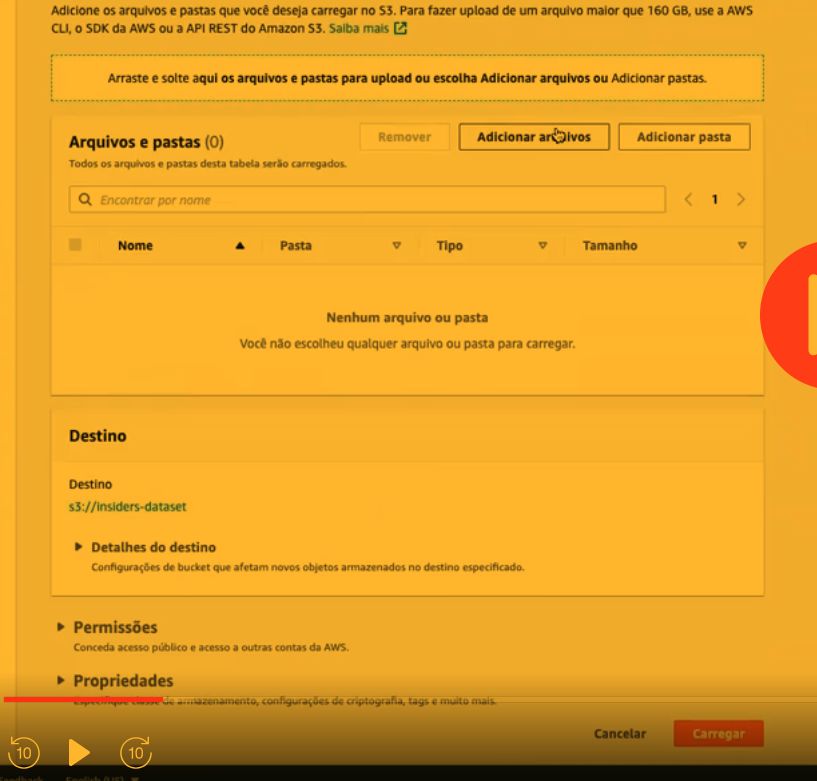 Adicione os arquivos e pastas que você deseja carregar no S3. Para fazer upload de um arquivo maior que 160 GB, use a AWS
CLI, o SDK da AWS ou a API REST do Amazon S3. Saiba mais
Arraste e solte aqui os arquivos e pastas para upload ou escolha Adicionar arquivos ou Adicionar pastas.
Arquivos e pastas (0)
Remover
Adicionar arquivos
Adicionar pasta
Todos os arquivos e pastas desta tabela serão carregados.
Encontrar por nome
1
Nome
Pasta
Tipo
Tamanho
Nenhum arquivo ou pasta
Você não escolheu qualquer arquivo ou pasta para carregar.
Destino
Destino
s3://insiders-dataset
Detalhes do destino
Configurações de bucket que afetam novos objetos armazenados no destino especificado.
Permissões
Conceda acesso público e acesso a outras contas da AWS.
Propriedades
Especifique classe de armazenamento, configurações de criptografia, tags e muito mais.
Cancelar
Carregar
10
10
English (US)